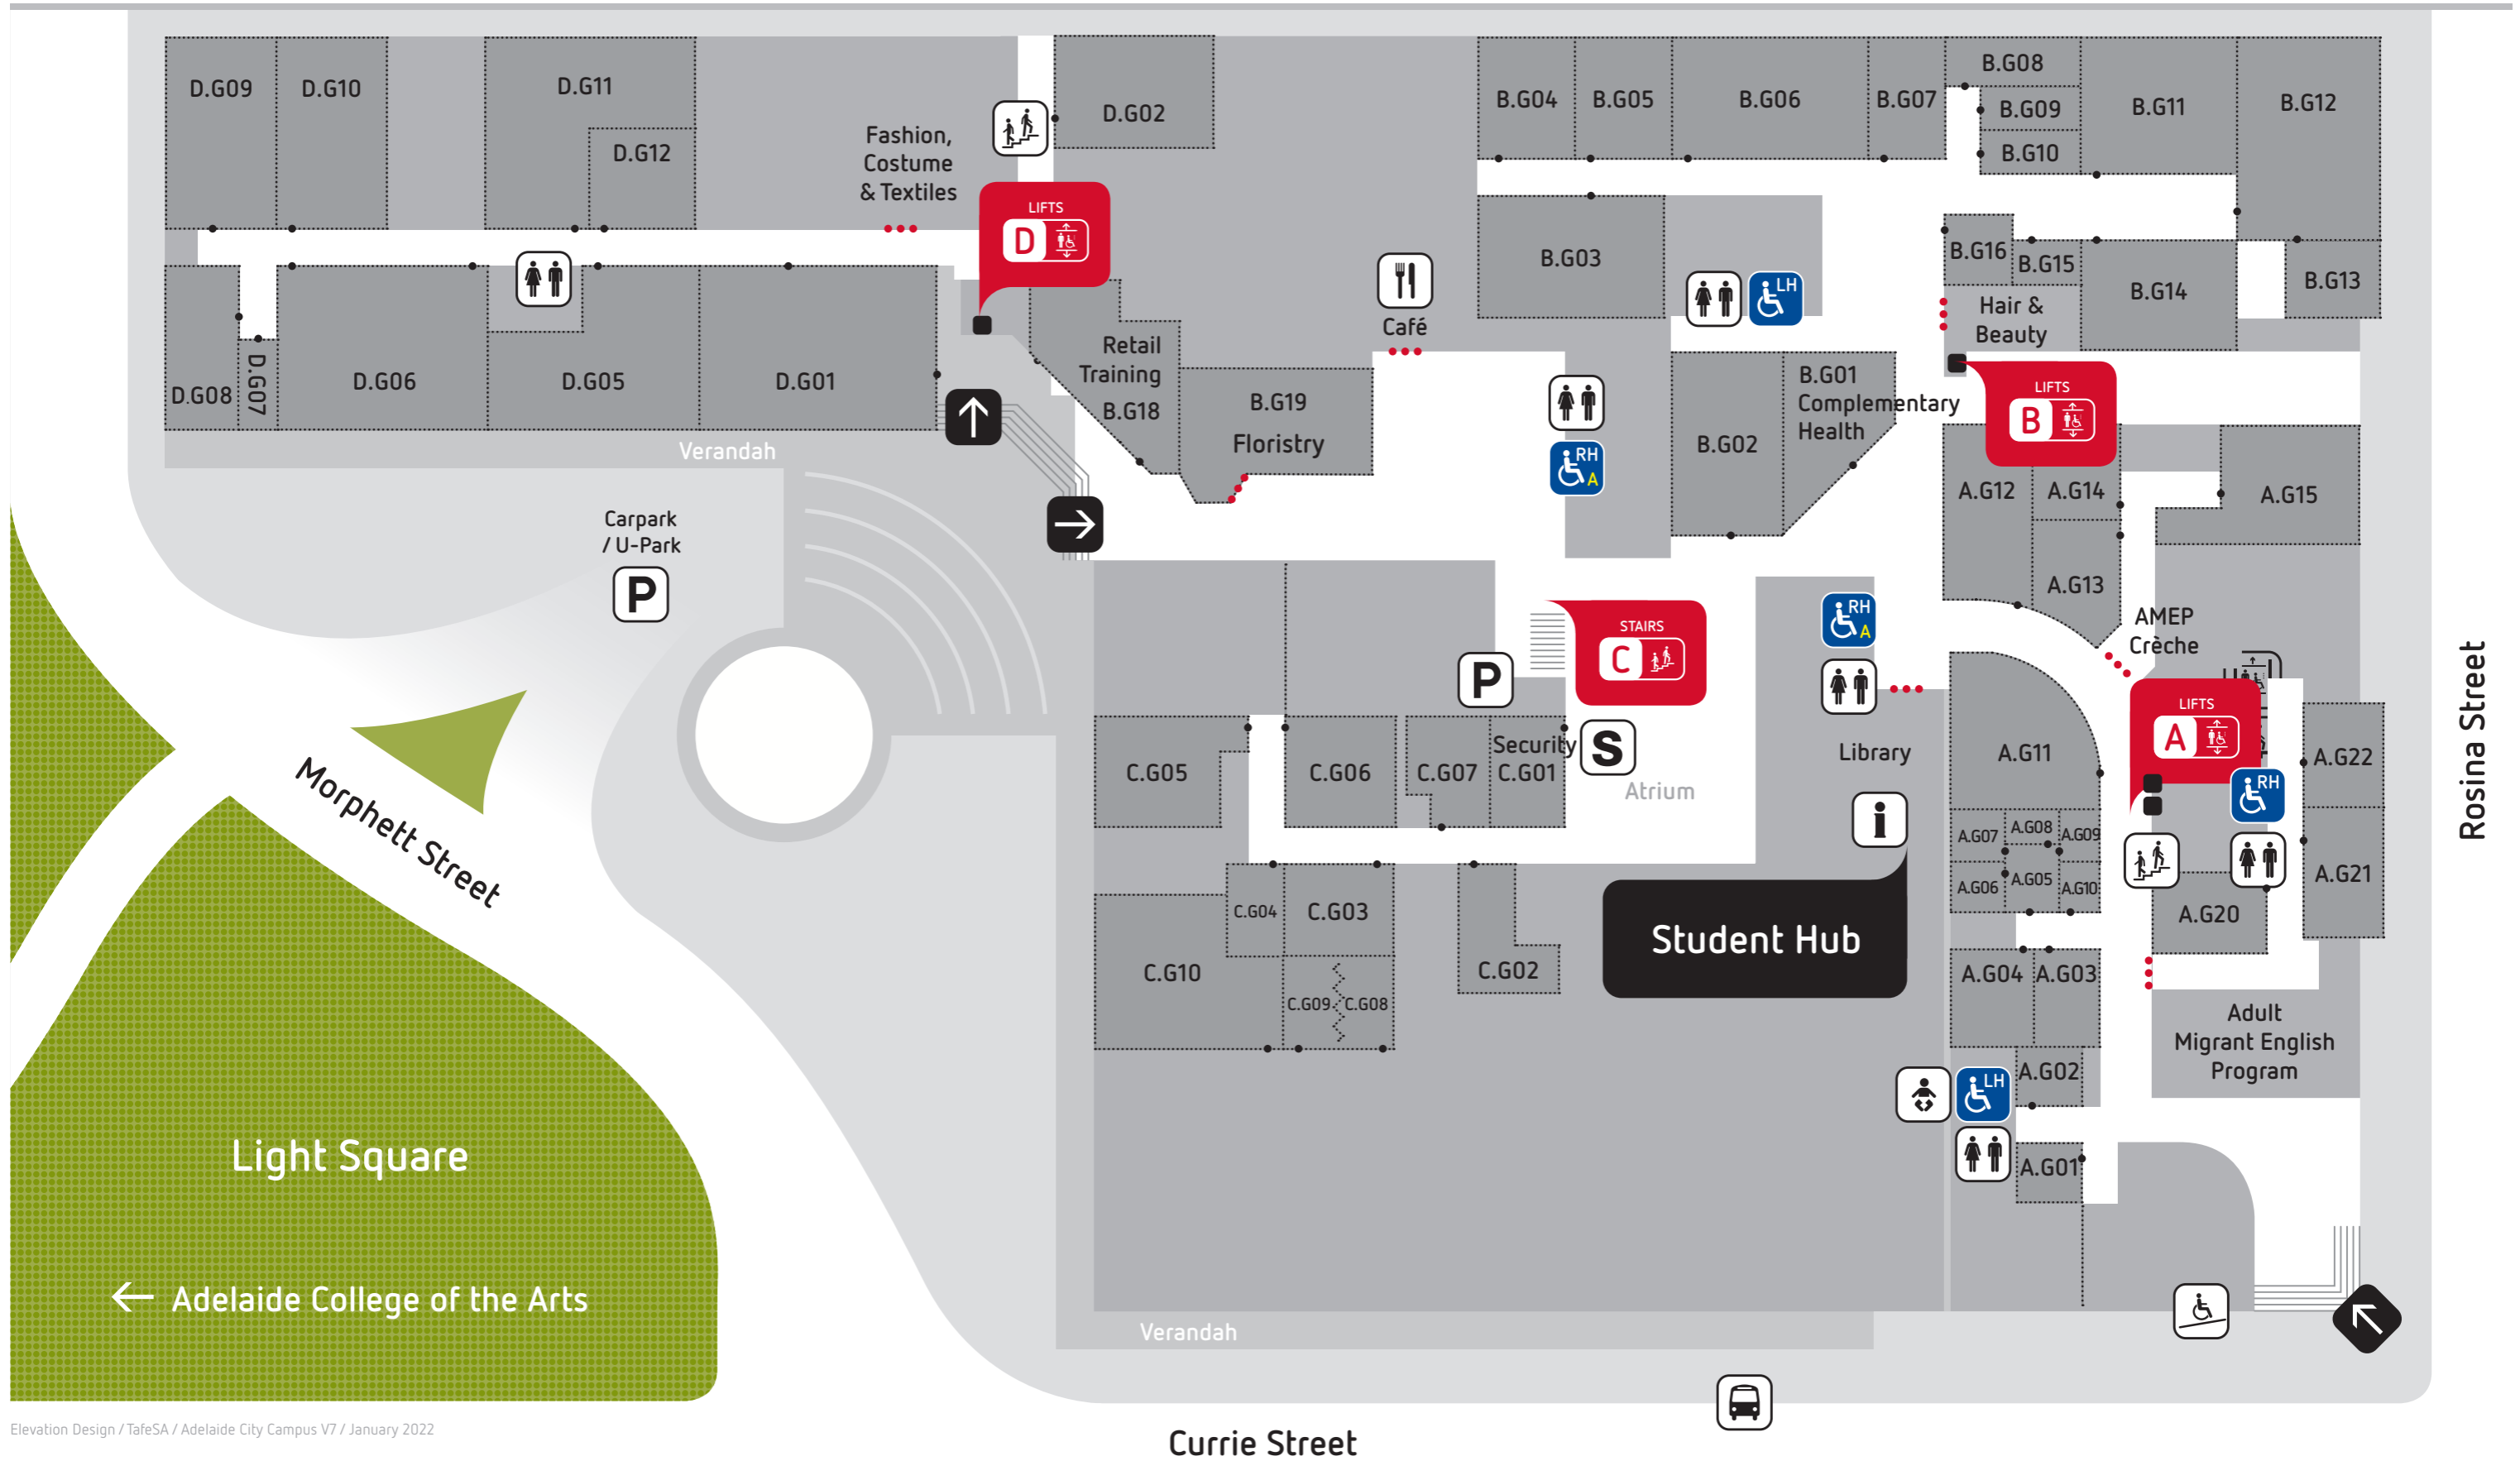 D.G09
D.G10
D.G11
D.G12
Fashion,
Costume
& Textiles
D.G02
LIFTS
D
D.G08
D.G07
D.G06
D.G05
D.G01
Verandah
Retail
Training
B.G18
B.G19
Floristry
Café
B.G04
B.G05
B.G06
B.G07
B.G08
B.G09
B.G10
B.G11
B.G12
B.G03
LH
B.G16
B.G15
B.G14
B.G13
Hair &
Beauty
RH
A
B.G02
B.G01
Complementary
Health
LIFTS
B
A.G12
A.G14
A.G13
A.G15
Carpark
/ U-Park
P
P
STAIRS
C
RH
A
AMEP
Crèche
C.G05
C.G06
C.G07
Security
C.G01
S
Atrium
Library
i
A.G11
LIFTS
A
RH
A.G22
A.G21
A.G07
A.G08
A.G09
A.G06
A.G05
A.G10
A.G20
C.G04
C.G03
C.G10
C.G09
C.G08
C.G02
Student Hub
A.G04
A.G03
Adult
Migrant English
Program
A.G02
LH
A.G01
Verandah
Morphett Street
Rosina Street
Light Square
Adelaide College of the Arts
Elevation Design / TafeSA / Adelaide City Campus V7 / January 2022
Currie Street